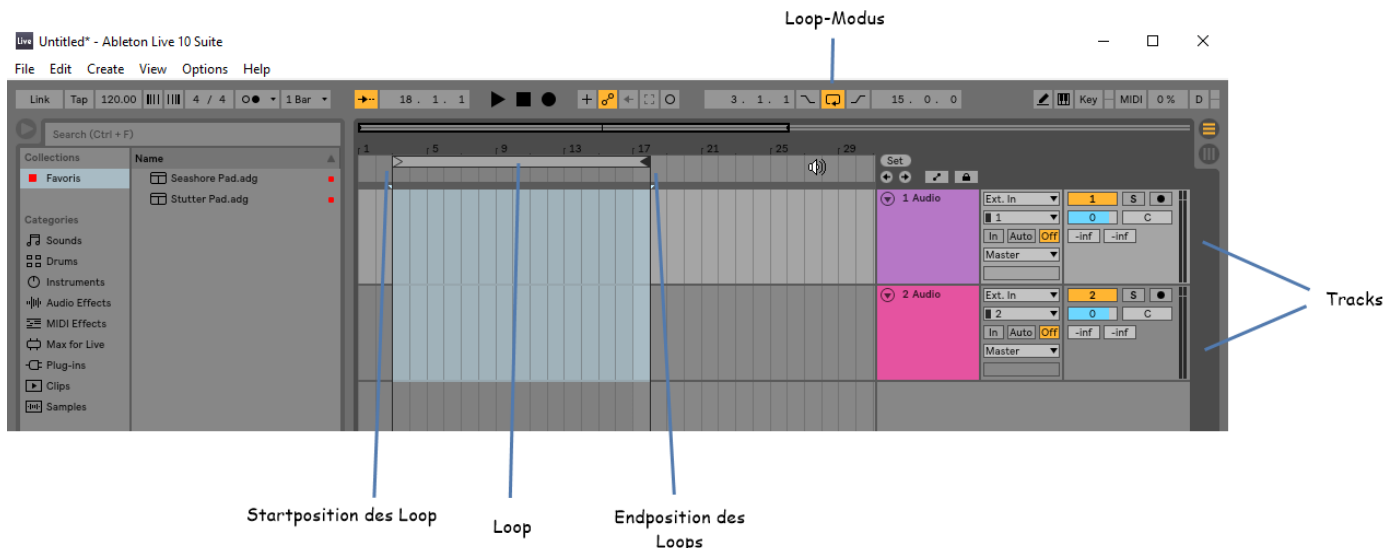 Loop-Modus
Live Untitled* - Ableton Live 10 Suite
File Edit Create View Options Help
Link Tap 120.00 4 / 4 1 Bar 18. 1. 1 3. 1. 1 15. 0. 0 Key MIDI 0 % D
Search (Ctrl + F)
Collections Name
Favoris Seashore Pad.adg
Stutter Pad.adg
Categories
Sounds
Drums
Instruments
Audio Effects
MIDI Effects
Max for Live
Plug-ins
Clips
Samples
1 5 9 13 17 21 25 29
Set
1 Audio Ext. In 1 S
1 0 C
In Auto Off -inf -inf
Master
2 Audio Ext. In 2 S
2 0 C
In Auto Off -inf -inf
Master
Tracks
Startposition des Loop
Loop
Endposition des
Loops